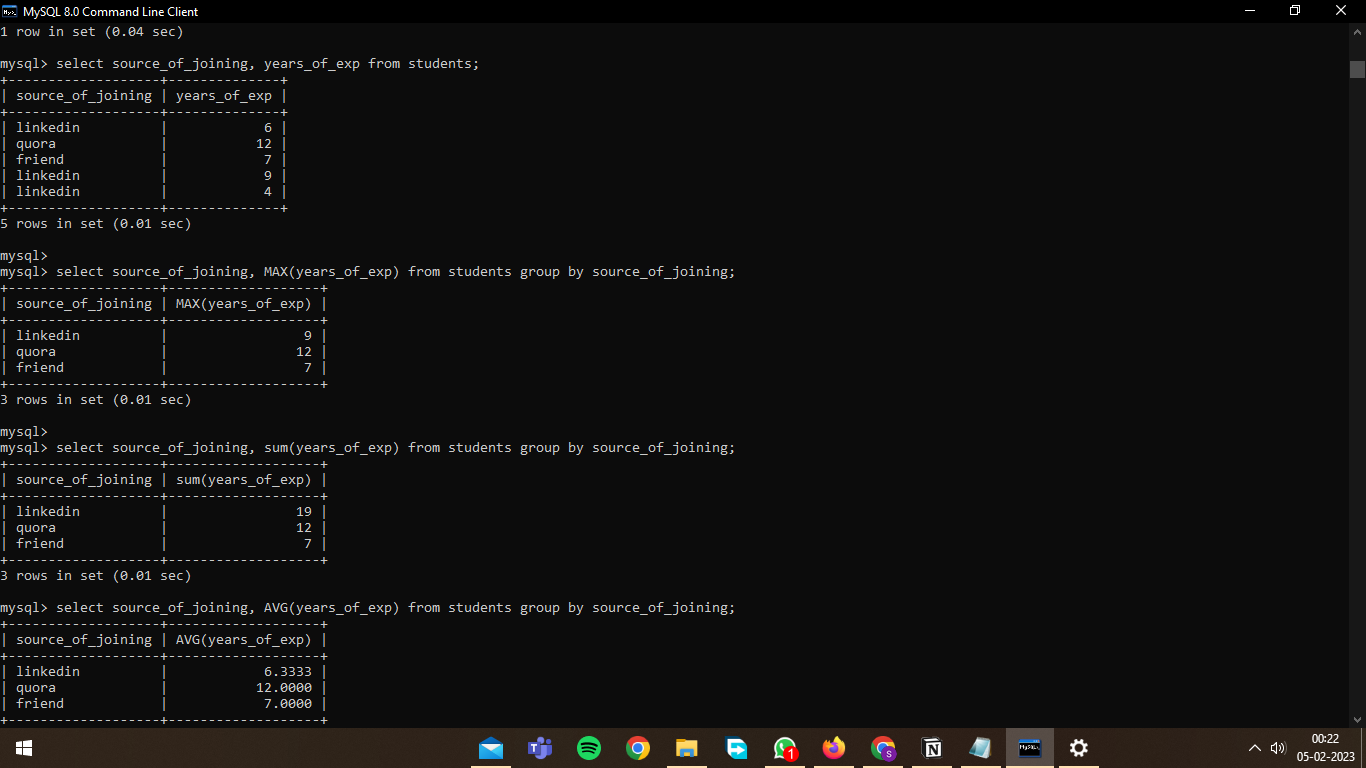 MySQL 8.0 Command Line Client
1 row in set (0.04 sec)
mysql> select source_of_joining, years_of_exp from students;
+-------------------+--------------+
| source_of_joining | years_of_exp |
+-------------------+--------------+
| linkedin          |            6 |
| quora             |           12 |
| friend            |            7 |
| linkedin          |            9 |
| linkedin          |            4 |
+-------------------+--------------+
5 rows in set (0.01 sec)
mysql>
mysql> select source_of_joining, MAX(years_of_exp) from students group by source_of_joining;
+-------------------+-------------------+
| source_of_joining | MAX(years_of_exp) |
+-------------------+-------------------+
| linkedin          |                 9 |
| quora             |                12 |
| friend            |                 7 |
+-------------------+-------------------+
3 rows in set (0.01 sec)
mysql>
mysql> select source_of_joining, sum(years_of_exp) from students group by source_of_joining;
+-------------------+-------------------+
| source_of_joining | sum(years_of_exp) |
+-------------------+-------------------+
| linkedin          |                19 |
| quora             |                12 |
| friend            |                 7 |
+-------------------+-------------------+
3 rows in set (0.01 sec)
mysql> select source_of_joining, AVG(years_of_exp) from students group by source_of_joining;
+-------------------+-------------------+
| source_of_joining | AVG(years_of_exp) |
+-------------------+-------------------+
| linkedin          |            6.3333 |
| quora             |           12.0000 |
| friend            |            7.0000 |
+-------------------+-------------------+
1
S
N
MySQL
00:22
05-02-2023